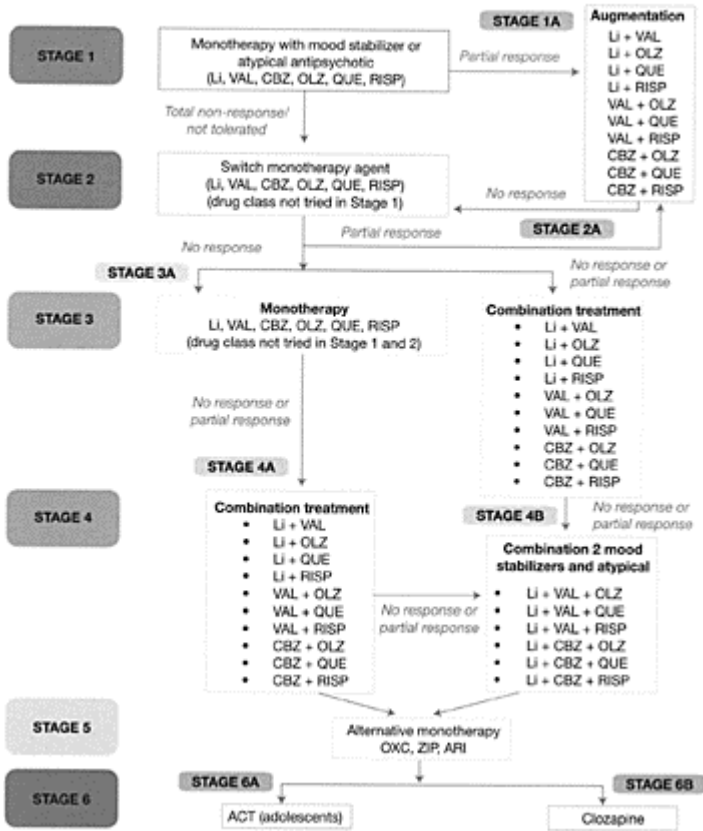 STAGE 1
Monotherapy with mood stabilizer or
atypical antipsychotic
(Li, VAL, CBZ, OLZ, QUE, RISP)
STAGE 1A
Partial response
Augmentation
Li + VAL
Li + OLZ
Li + QUE
Li + RISP
VAL + OLZ
VAL + QUE
VAL + RISP
CBZ + OLZ
CBZ + QUE
CBZ + RISP
Total non-response/
not tolerated
STAGE 2
Switch monotherapy agent
(Li, VAL, CBZ, OLZ, QUE, RISP)
(drug class not tried in Stage 1)
No response
Partial response
STAGE 2A
No response
STAGE 3A
No response or
partial response
STAGE 3
Monotherapy
Li, VAL, CBZ, OLZ, QUE, RISP
(drug class not tried in Stage 1 and 2)
Combination treatment
• Li + VAL
• Li + OLZ
• Li + QUE
• Li + RISP
• VAL + OLZ
• VAL + QUE
• VAL + RISP
• CBZ + OLZ
• CBZ + QUE
• CBZ + RISP
No response or
partial response
STAGE 4A
STAGE 4
Combination treatment
• Li + VAL
• Li + OLZ
• Li + QUE
• Li + RISP
• VAL + OLZ
• VAL + QUE
• VAL + RISP
• CBZ + OLZ
• CBZ + QUE
• CBZ + RISP
No response or
partial response
STAGE 4B
No response or
partial response
Combination 2 mood
stabilizers and atypical
• Li + VAL + OLZ
• Li + VAL + QUE
• Li + VAL + RISP
• Li + CBZ + OLZ
• Li + CBZ + QUE
• Li + CBZ + RISP
STAGE 5
Alternative monotherapy
OXC, ZIP, ARI
STAGE 6
STAGE 6A
STAGE 6B
ACT (adolescents)
Clozapine